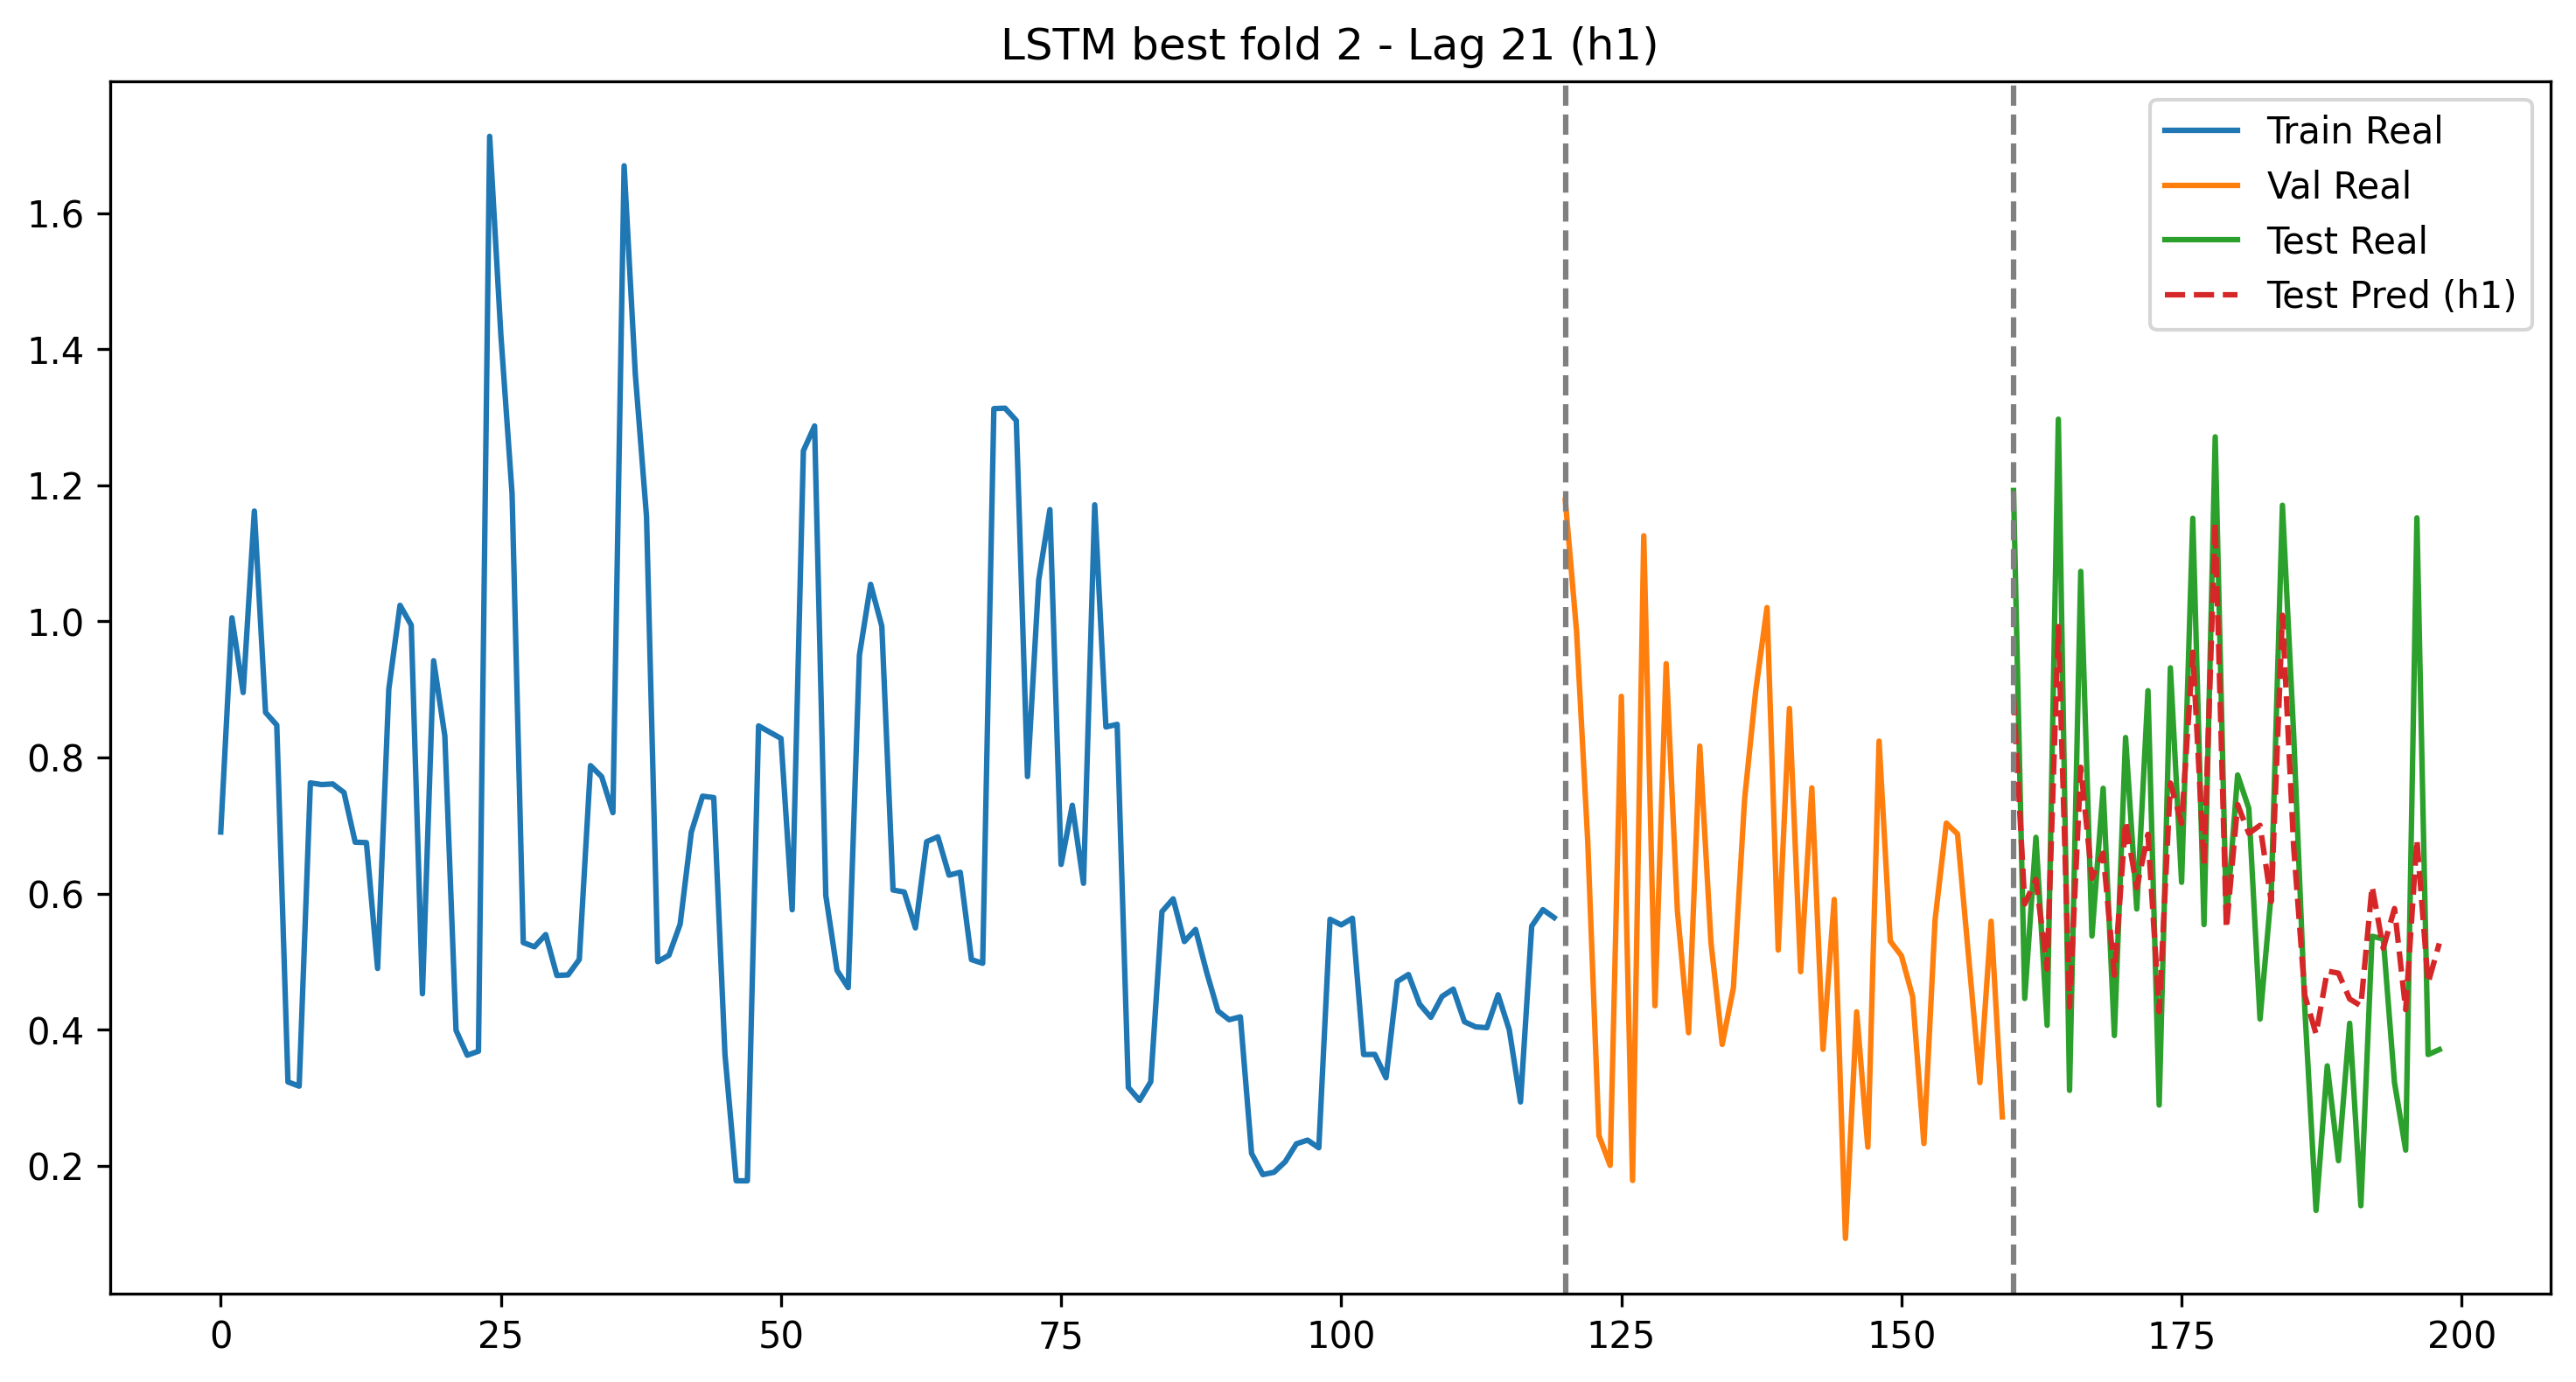 LSTM best fold 2 - Lag 21 (h1)
Train Real
Val Real
Test Real
Test Pred (h1)
1.6
1.4
1.2
1.0
0.8
0.6
0.4
0.2
0 25 50 75 100 125 150 175 200